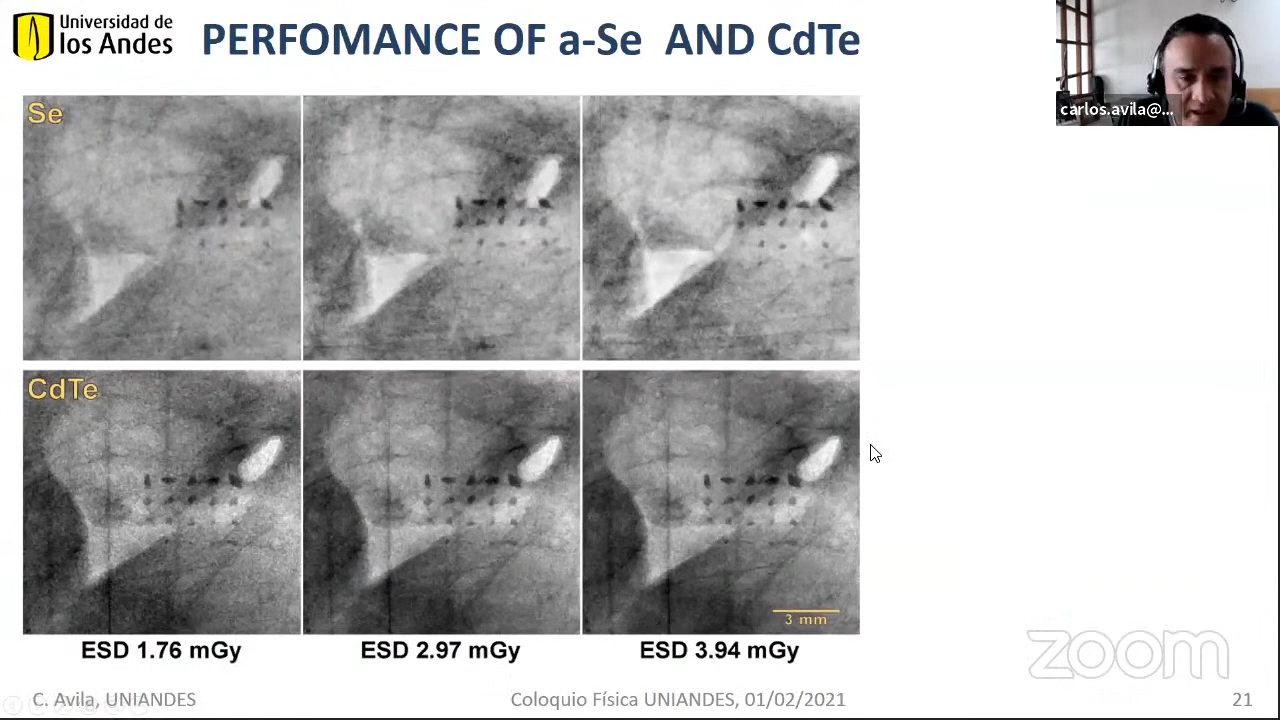 Universidad de
los Andes
PERFOMANCE OF a-Se AND CdTe
carlos.avila@...
Se
CdTe
3 mm
ESD 1.76 mGy
ESD 2.97 mGy
ESD 3.94 mGy
zoom
C. Avila, UNIANDES
Coloquio Física UNIANDES, 01/02/2021
21